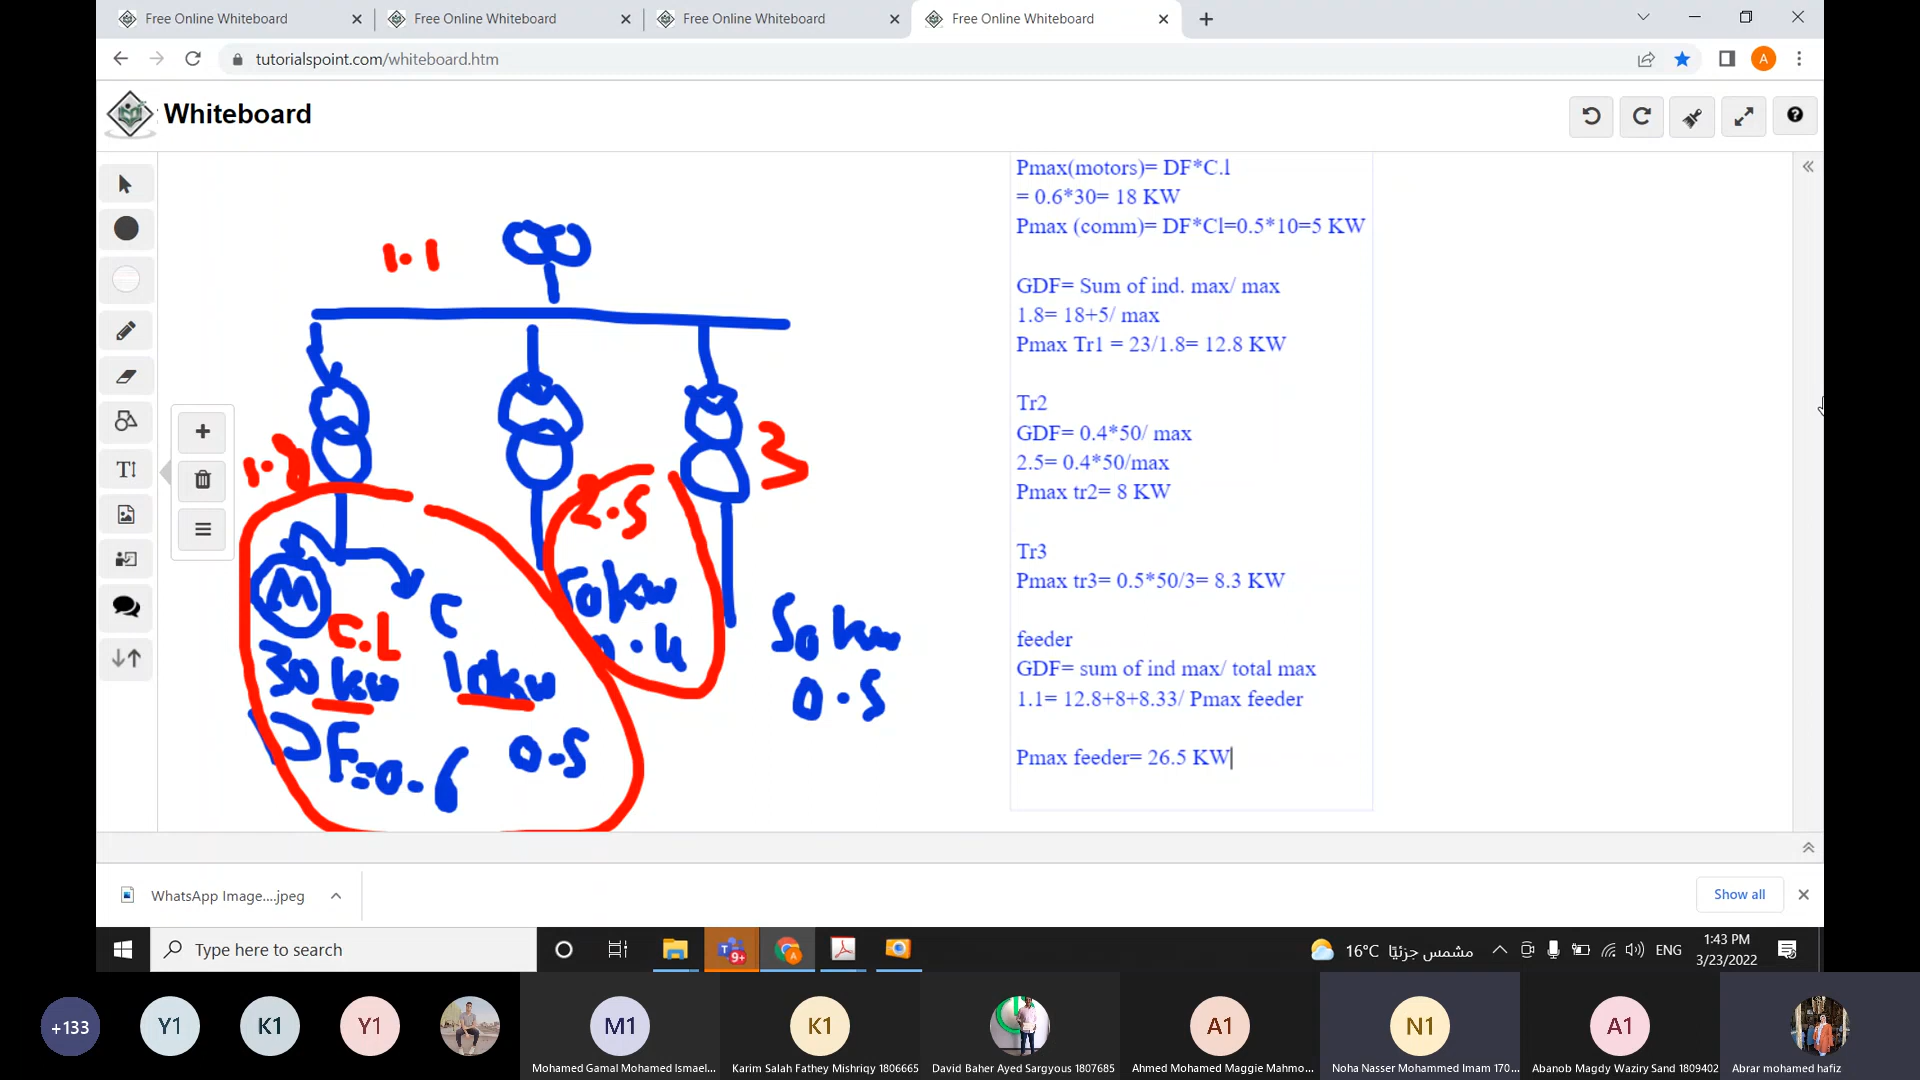 Free Online Whiteboard
Free Online Whiteboard
Free Online Whiteboard
Free Online Whiteboard
tutorialspoint.com/whiteboard.htm
A
Whiteboard
1.1
3
2.5
M
C.L
C
30 kw
10kw
DF=0.6
0.5
50kw
0.4
50 kw
0.5
Pmax(motors)= DF*C.l
= 0.6*30= 18 KW
Pmax (comm)= DF*Cl=0.5*10=5 KW
GDF= Sum of ind. max/ max
1.8= 18+5/ max
Pmax Tr1 = 23/1.8= 12.8 KW
Tr2
GDF= 0.4*50/ max
2.5= 0.4*50/max
Pmax tr2= 8 KW
Tr3
Pmax tr3= 0.5*50/3= 8.3 KW
feeder
GDF= sum of ind max/ total max
1.1= 12.8+8+8.33/ Pmax feeder
Pmax feeder= 26.5 KW
WhatsApp Image....jpeg
Show all
Type here to search
9+
A
16°C
مشمس جزئيًا
ENG
1:43 PM
3/23/2022
+133
Y1
K1
Y1
M1
K1
A1
N1
A1
Mohamed Gamal Mohamed Ismael...
Karim Salah Fathey Mishriqy 1806665
David Baher Ayed Sargyous 1807685
Ahmed Mohamed Maggie Mahmo...
Noha Nasser Mohammed Imam 170...
Abanob Magdy Waziry Sand 1809402
Abrar mohamed hafiz